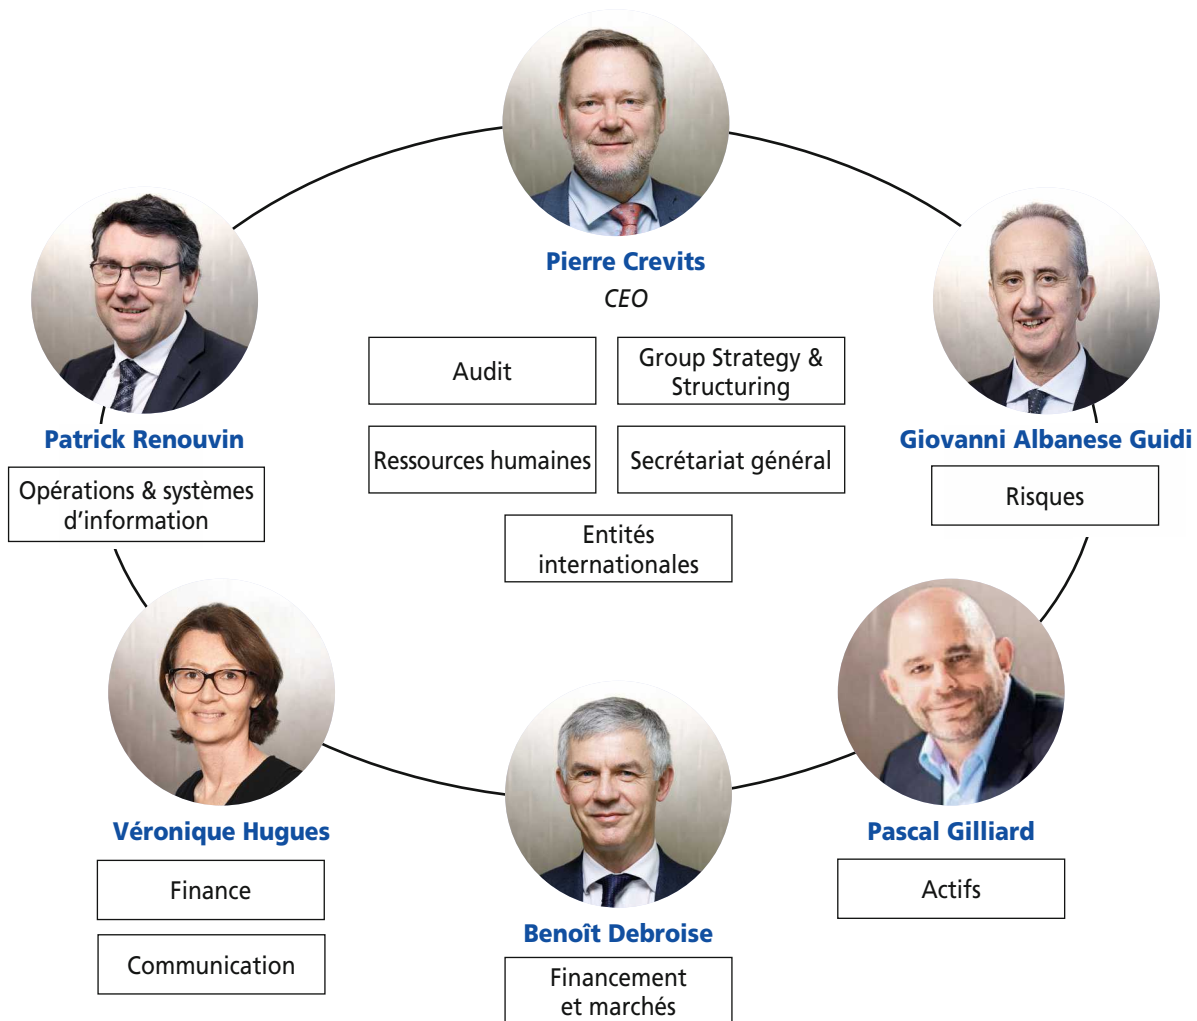 Pierre Crevits
CEO
Audit
Group Strategy &
Structuring
Ressources humaines
Secrétariat général
Entités
internationales
Patrick Renouvin
Opérations & systèmes
d’information
Giovanni Albanese Guidi
Risques
Véronique Hugues
Finance
Communication
Benoît Debroise
Financement
et marchés
Pascal Gilliard
Actifs